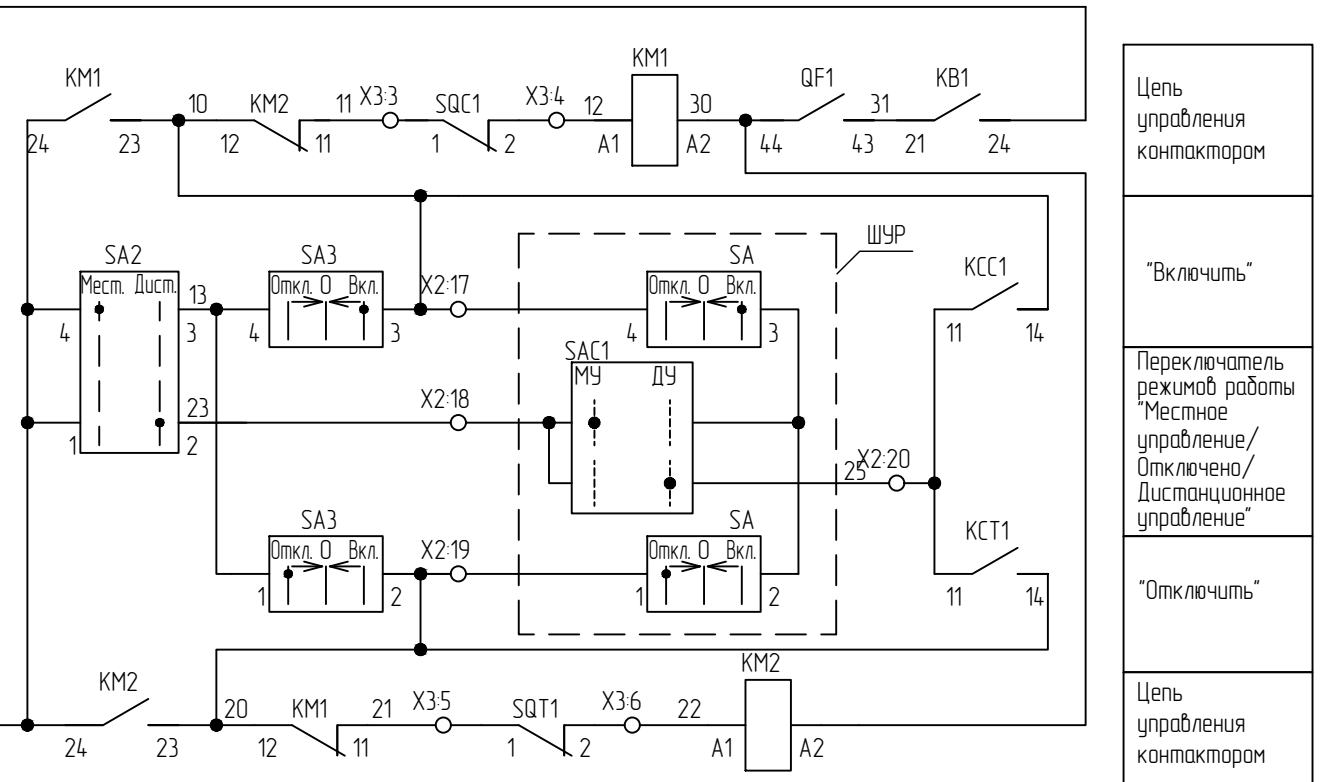 KM1
24
23
10
KM2
12
11
11
X3:3
SQC1
1
2
X3:4
12
KM1
A1
A2
30
QF1
44
43
31
KB1
21
24
Цепь
управления
контактором
SA2
Мест. Дист.
4
13
3
1
23
2
SA3
Откл. О Вкл.
4
3
X2:17
ШУР
SA
Откл. О Вкл.
4
3
KCC1
11
14
"Включить"
X2:18
SAC1
МУ ДУ
25
X2:20
Переключатель
режимов работы
"Местное
управление/
Отключено/
Дистанционное
управление"
SA3
Откл. О Вкл.
1
2
X2:19
SA
Откл. О Вкл.
1
2
KCT1
11
14
"Отключить"
KM2
24
23
20
KM1
12
11
21
X3:5
SQT1
1
2
X3:6
22
KM2
A1
A2
Цепь
управления
контактором